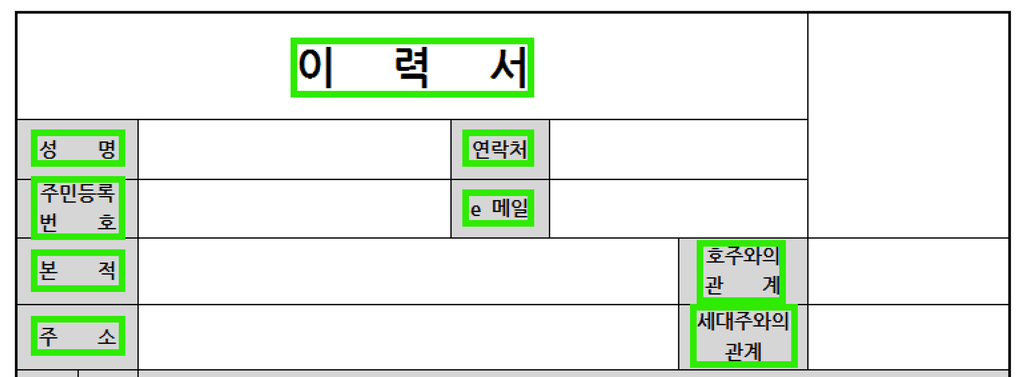 이 력 서
성 명
연락처
주민등록
번 호
e 메일
본 적
호주와의
관 계
주 소
세대주와의
관계